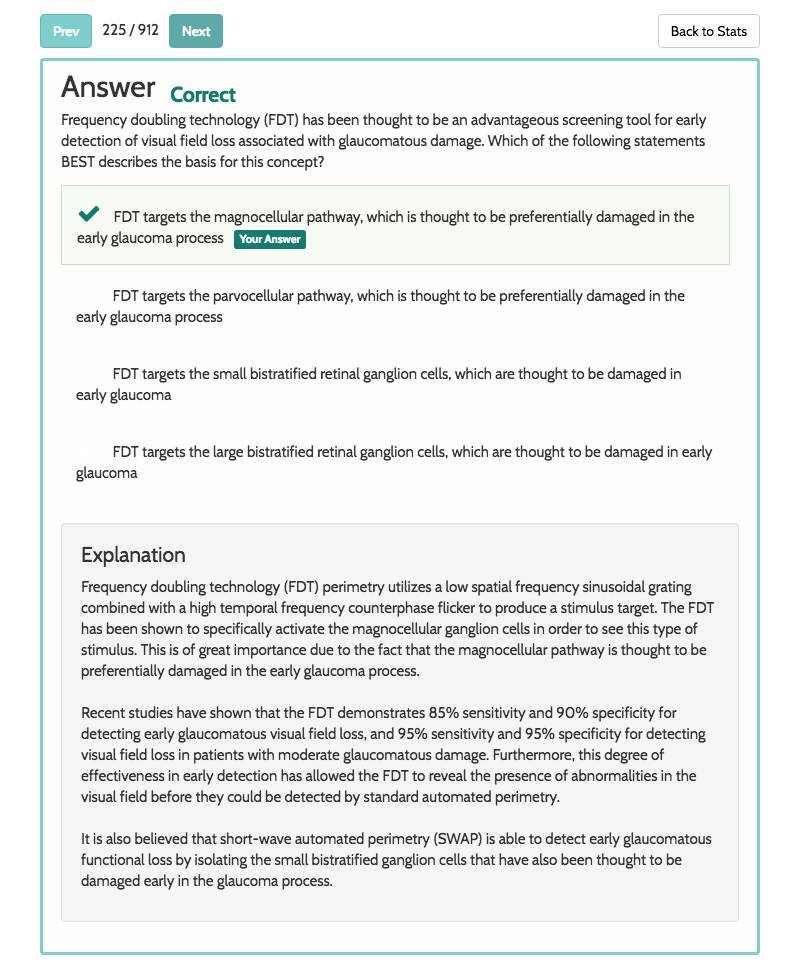 Prev 225 / 912 Next Back to Stats
Answer Correct
Frequency doubling technology (FDT) has been thought to be an advantageous screening tool for early
detection of visual field loss associated with glaucomatous damage. Which of the following statements
BEST describes the basis for this concept?
FDT targets the magnocellular pathway, which is thought to be preferentially damaged in the
early glaucoma process Your Answer
FDT targets the parvocellular pathway, which is thought to be preferentially damaged in the
early glaucoma process
FDT targets the small bistratified retinal ganglion cells, which are thought to be damaged in
early glaucoma
FDT targets the large bistratified retinal ganglion cells, which are thought to be damaged in early
glaucoma
Explanation
Frequency doubling technology (FDT) perimetry utilizes a low spatial frequency sinusoidal grating
combined with a high temporal frequency counterphase flicker to produce a stimulus target. The FDT
has been shown to specifically activate the magnocellular ganglion cells in order to see this type of
stimulus. This is of great importance due to the fact that the magnocellular pathway is thought to be
preferentially damaged in the early glaucoma process.
Recent studies have shown that the FDT demonstrates 85% sensitivity and 90% specificity for
detecting early glaucomatous visual field loss, and 95% sensitivity and 95% specificity for detecting
visual field loss in patients with moderate glaucomatous damage. Furthermore, this degree of
effectiveness in early detection has allowed the FDT to reveal the presence of abnormalities in the
visual field before they could be detected by standard automated perimetry.
It is also believed that short-wave automated perimetry (SWAP) is able to detect early glaucomatous
functional loss by isolating the small bistratified ganglion cells that have also been thought to be
damaged early in the glaucoma process.